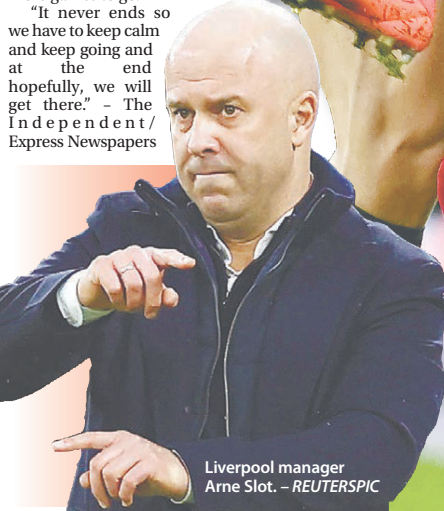 “It never ends so
we have to keep calm
and keep going and
at the end
hopefully, we will
get there.” – The
Independent/
Express Newspapers
Liverpool manager
Arne Slot. – REUTERSPIC